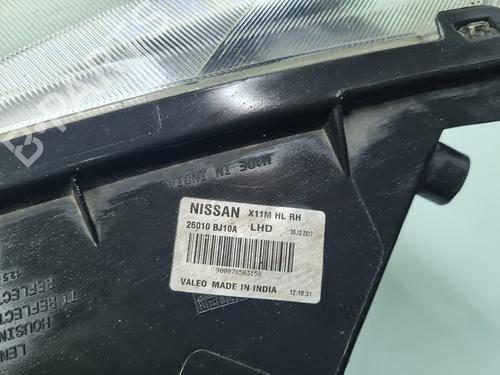 MADE IN INDIA
NISSAN X11M HL RH
26010 BJ10A LHD 05.12.2017
900078583150
VALEO MADE IN INDIA 12:18:31